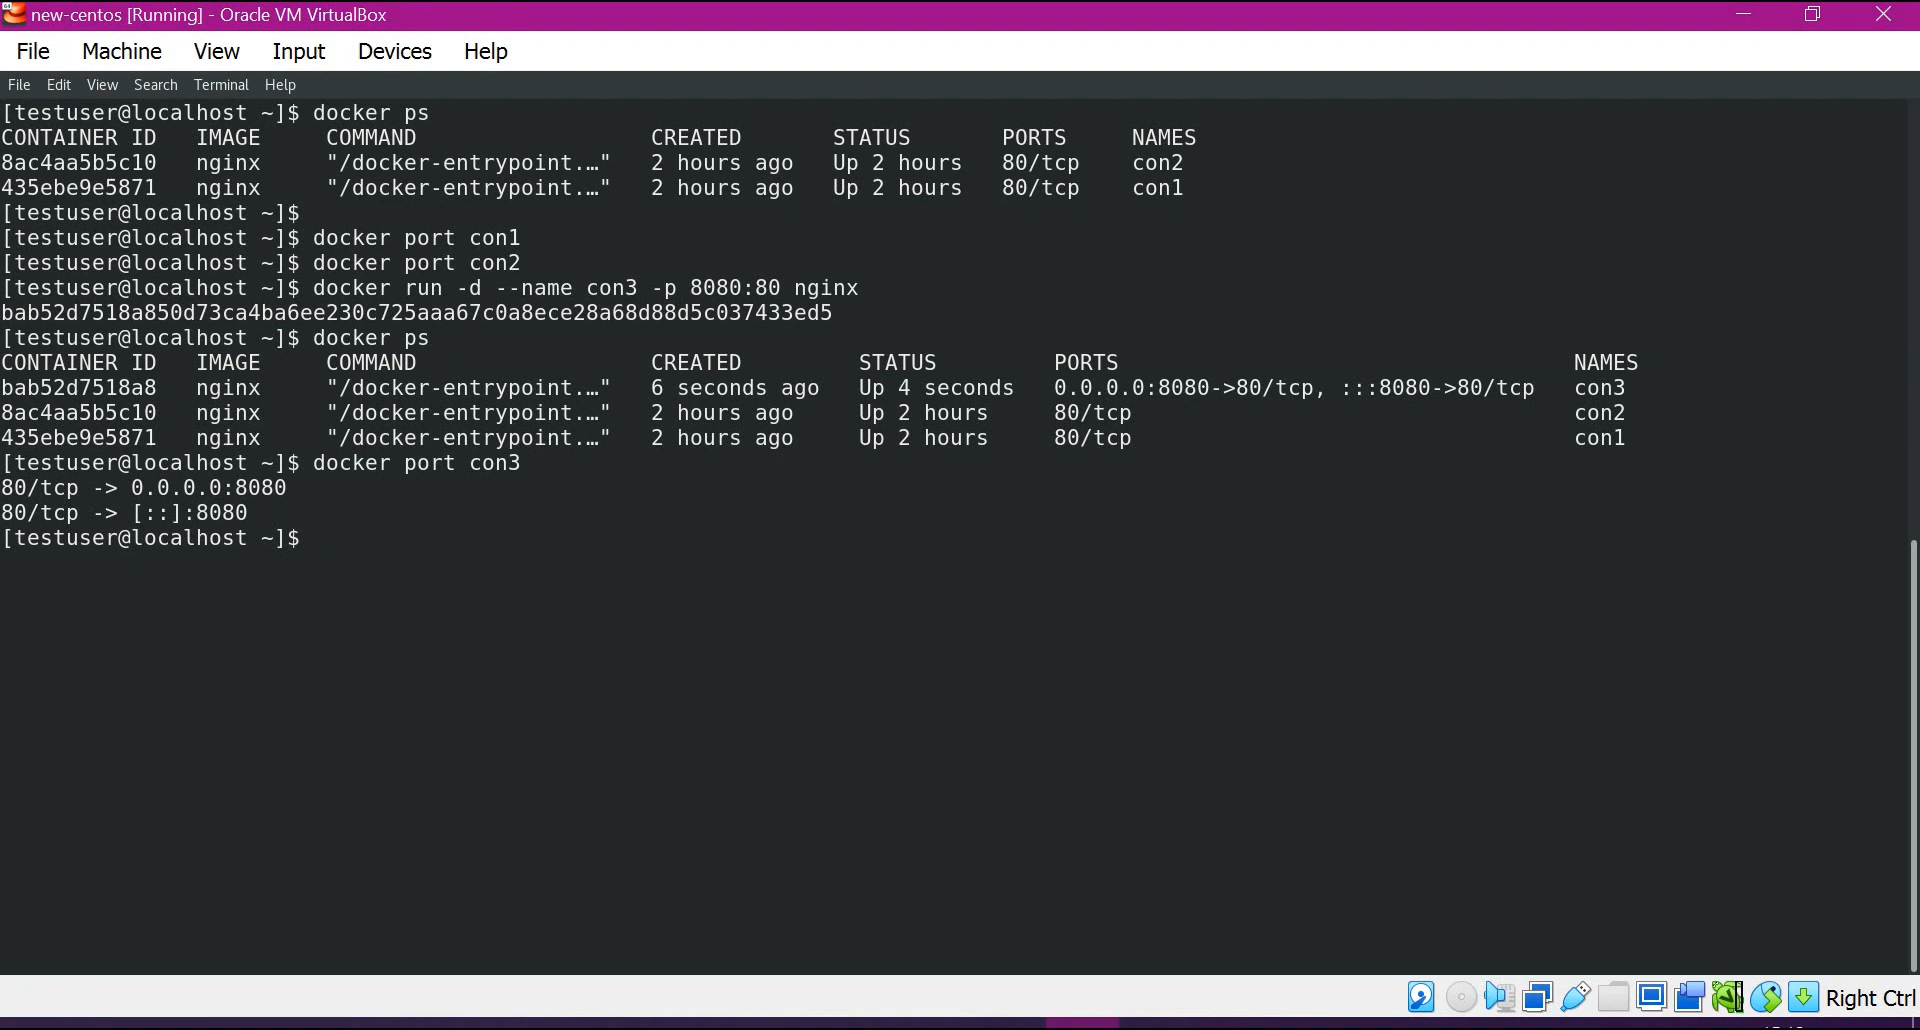 new-centos [Running] - Oracle VM VirtualBox
File Machine View Input Devices Help
File Edit View Search Terminal Help
[testuser@localhost ~]$ docker ps
CONTAINER ID IMAGE COMMAND CREATED STATUS PORTS NAMES
8ac4aa5b5c10 nginx "/docker-entrypoint.…" 2 hours ago Up 2 hours 80/tcp con2
435ebe9e5871 nginx "/docker-entrypoint.…" 2 hours ago Up 2 hours 80/tcp con1
[testuser@localhost ~]$
[testuser@localhost ~]$ docker port con1
[testuser@localhost ~]$ docker port con2
[testuser@localhost ~]$ docker run -d --name con3 -p 8080:80 nginx
bab52d7518a850d73ca4ba6ee230c725aaa67c0a8ece28a68d88d5c037433ed5
[testuser@localhost ~]$ docker ps
CONTAINER ID IMAGE COMMAND CREATED STATUS PORTS NAMES
bab52d7518a8 nginx "/docker-entrypoint.…" 6 seconds ago Up 4 seconds 0.0.0.0:8080->80/tcp, :::8080->80/tcp con3
8ac4aa5b5c10 nginx "/docker-entrypoint.…" 2 hours ago Up 2 hours 80/tcp con2
435ebe9e5871 nginx "/docker-entrypoint.…" 2 hours ago Up 2 hours 80/tcp con1
[testuser@localhost ~]$ docker port con3
80/tcp -> 0.0.0.0:8080
80/tcp -> [::]:8080
[testuser@localhost ~]$
Right Ctrl